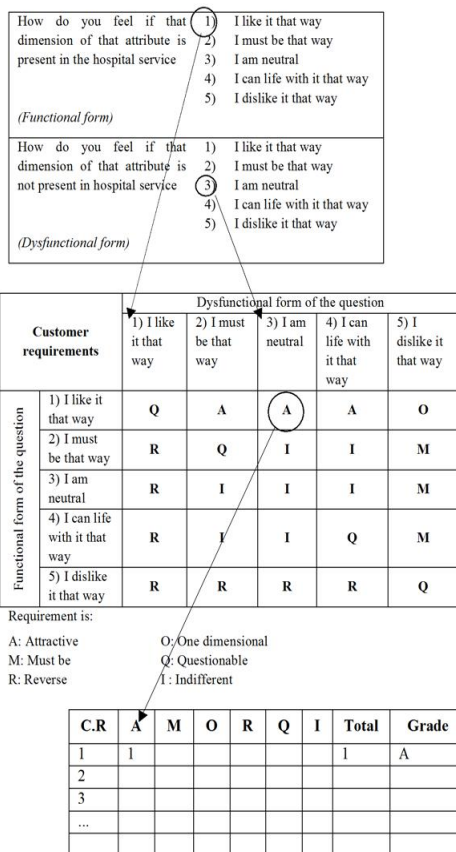 How do you feel if that 1) I like it that way
dimension of that attribute is 2) I must be that way
present in the hospital service 3) I am neutral
4) I can life with it that way
5) I dislike it that way
(Functional form)
How do you feel if that 1) I like it that way
dimension of that attribute is 2) I must be that way
not present in hospital service 3) I am neutral
4) I can life with it that way
5) I dislike it that way
(Dysfunctional form)
Customer requirements
Dysfunctional form of the question
1) I like it that way
2) I must be that way
3) I am neutral
4) I can life with it that way
5) I dislike it that way
Functional form of the question
1) I like it that way Q A A A O
2) I must be that way R Q I I M
3) I am neutral R I I I M
4) I can life with it that way R I I Q M
5) I dislike it that way R R R R Q
Requirement is:
A: Attractive O: One dimensional
M: Must be Q: Questionable
R: Reverse I : Indifferent
C.R A M O R Q I Total Grade
1 1 1 A
2
3
...